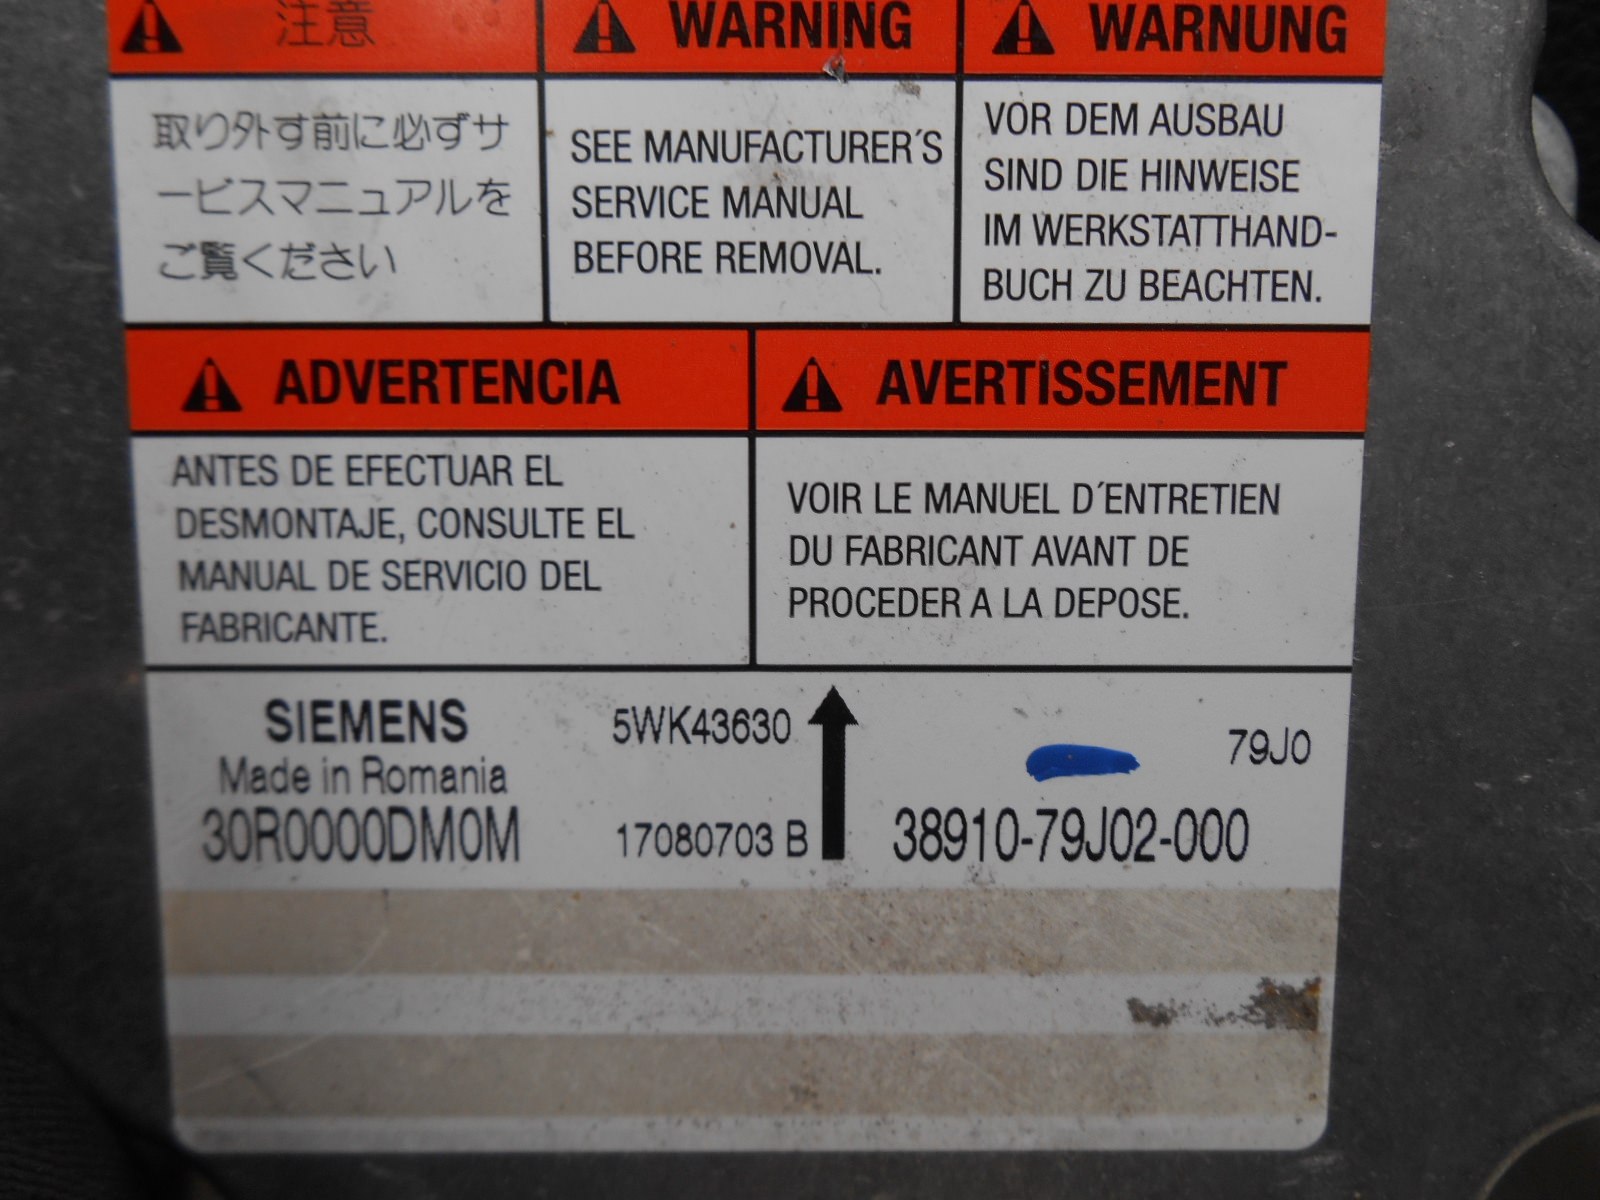 注意
取り外す前に必ずサ
ービスマニュアルを
ご覧ください
WARNING
SEE MANUFACTURER´S
SERVICE MANUAL
BEFORE REMOVAL.
WARNUNG
VOR DEM AUSBAU
SIND DIE HINWEISE
IM WERKSTATTHAND-
BUCH ZU BEACHTEN.
ADVERTENCIA
ANTES DE EFECTUAR EL
DESMONTAJE, CONSULTE EL
MANUAL DE SERVICIO DEL
FABRICANTE.
AVERTISSEMENT
VOIR LE MANUEL D´ENTRETIEN
DU FABRICANT AVANT DE
PROCEDER A LA DEPOSE.
SIEMENS
Made in Romania
30R0000DM0M
5WK43630
17080703 B
79J0
38910-79J02-000